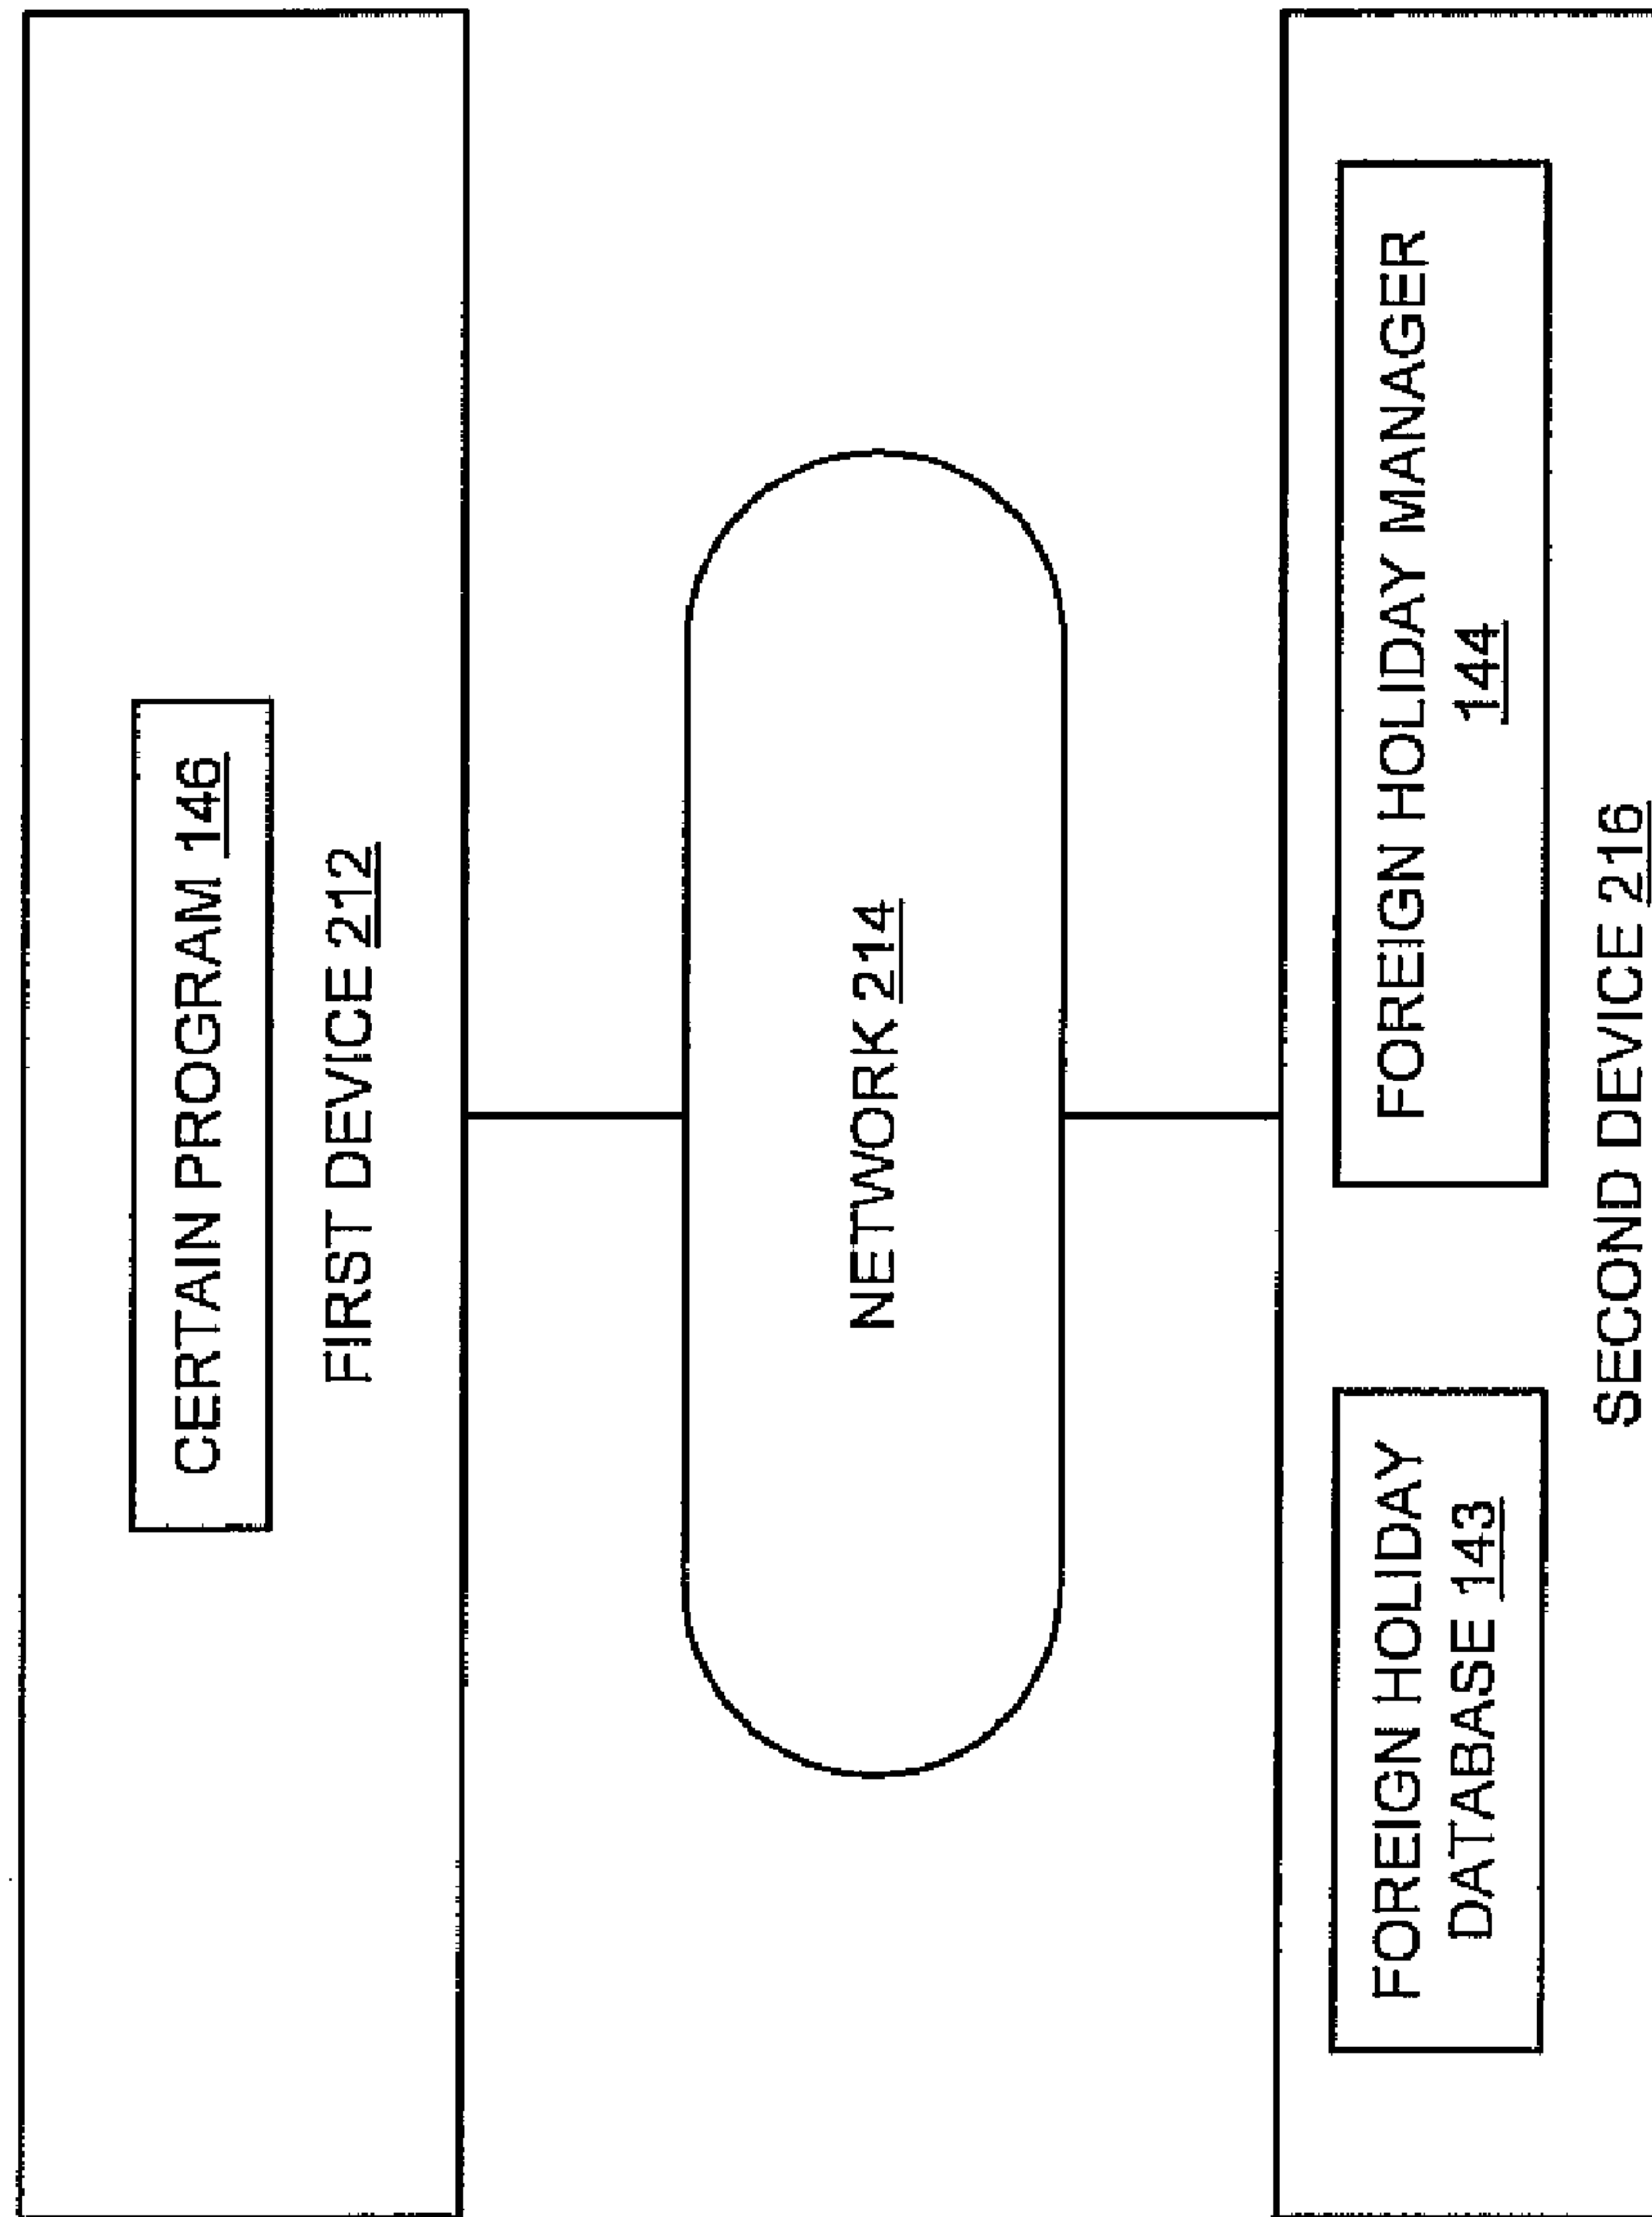 CERTAIN PROGRAM 146
FIRST DEVICE 212
NETWORK 214
FOREIGN HOLIDAY
DATABASE 143
FOREIGN HOLIDAY MANAGER
144
SECOND DEVICE 216